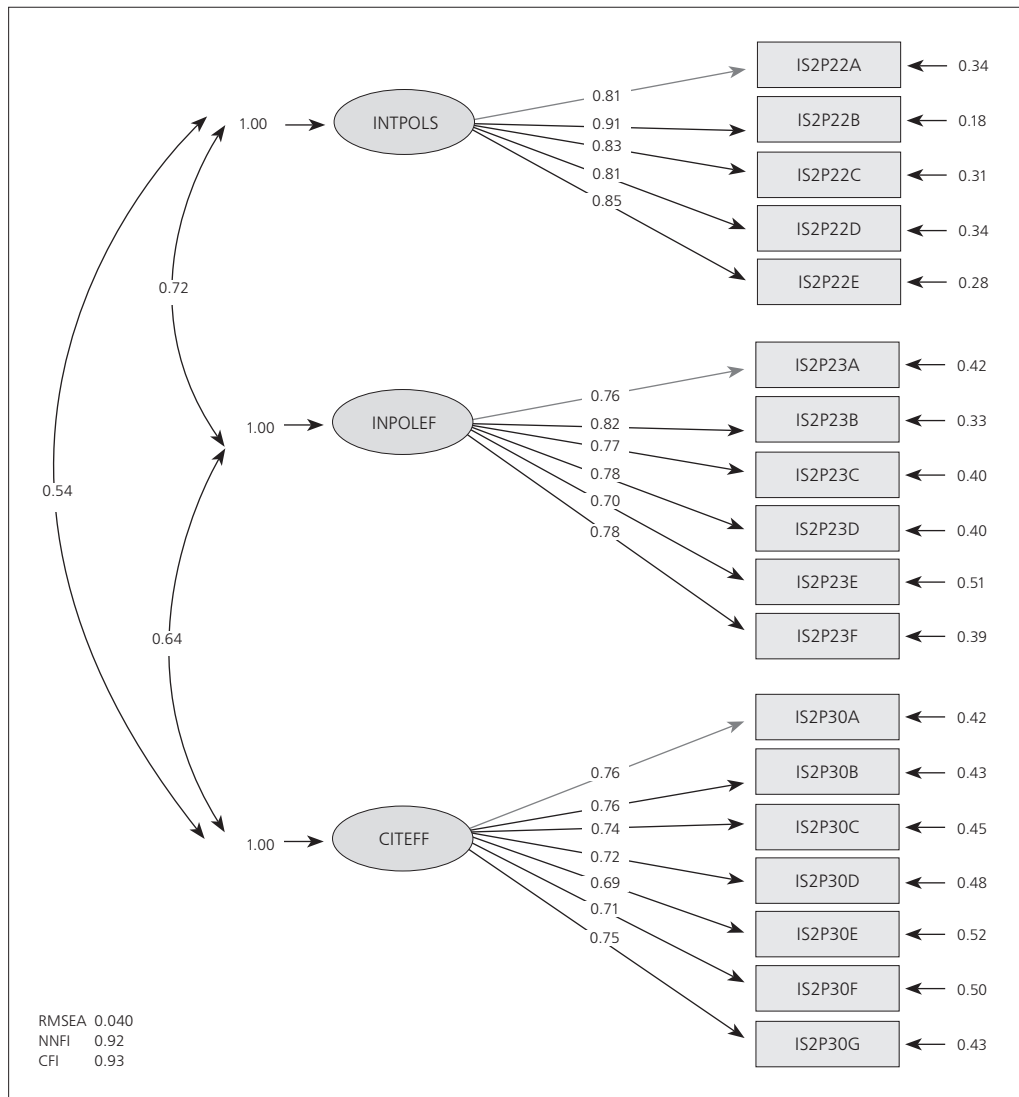 IS2P22A
0.34
0.81
1.00
INTPOLS
0.91
IS2P22B
0.18
0.83
IS2P22C
0.31
0.81
0.85
IS2P22D
0.34
IS2P22E
0.28
0.72
IS2P23A
0.42
0.76
1.00
INPOLEF
0.82
IS2P23B
0.33
0.77
IS2P23C
0.40
0.78
0.54
0.70
0.78
IS2P23D
0.40
IS2P23E
0.51
0.64
IS2P23F
0.39
IS2P30A
0.42
0.76
IS2P30B
0.43
0.76
1.00
CITEFF
0.74
IS2P30C
0.45
0.72
0.69
IS2P30D
0.48
0.71
0.75
IS2P30E
0.52
IS2P30F
0.50
RMSEA 0.040
NNFI 0.92
CFI 0.93
IS2P30G
0.43